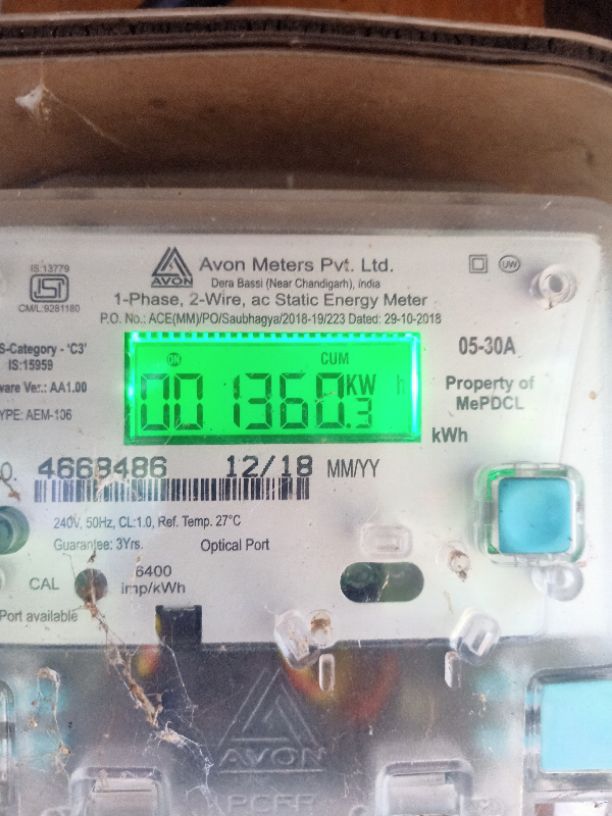 IS:13779
ISI
CM/L:9281180
AVON
Avon Meters Pvt. Ltd.
UW
Dera Bassi (Near Chandigarh), India
1-Phase, 2-Wire, ac Static Energy Meter
P.O. No.: ACE(MM)/PO/Saubhagya/2018-19/223 Dated: 29-10-2018
S-Category - 'C3'
IS:15959
ware Ver.: AA1.00
YPE: AEM-106
ON CUM
001360.3 KW h
kWh
05-30A
Property of
MePDCL
4668486 12/18 MM/YY
240V, 50Hz, CL:1.0, Ref. Temp. 27°C
Guarantee: 3Yrs. Optical Port
CAL 6400
imp/kWh
Port available
AVON